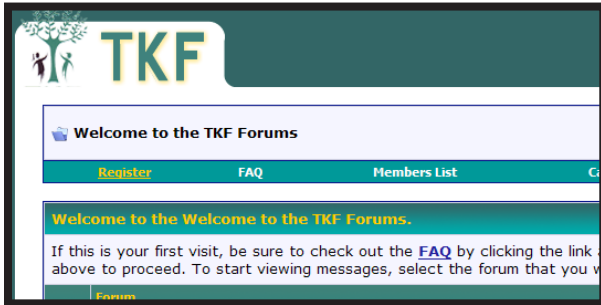 TKF
Welcome to the TKF Forums
Register FAQ Members List
Welcome to the Welcome to the TKF Forums.
If this is your first visit, be sure to check out the FAQ by clicking the link
above to proceed. To start viewing messages, select the forum that you
Forum